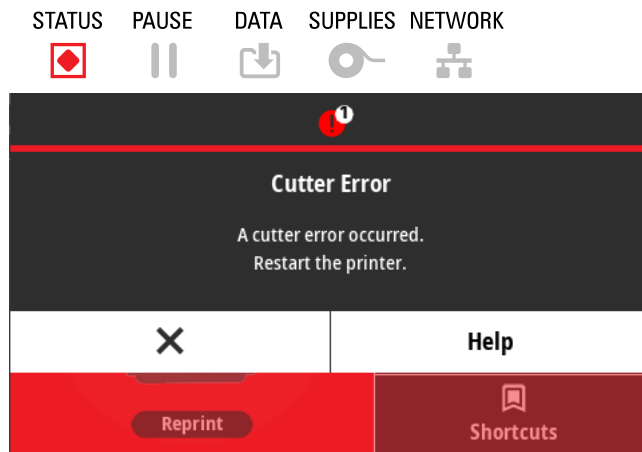 STATUS PAUSE DATA SUPPLIES NETWORK
1
Cutter Error
A cutter error occurred.
Restart the printer.
Help
Reprint
Shortcuts